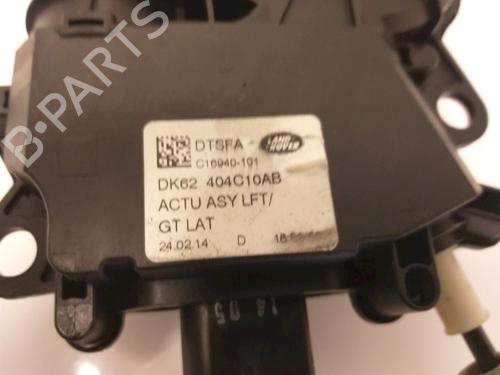 DTSFA
LAND ROVER
C16940-101
DK62 404C10AB
ACTU ASY LFT/
GT LAT
24.02.14 D
B-PARTS